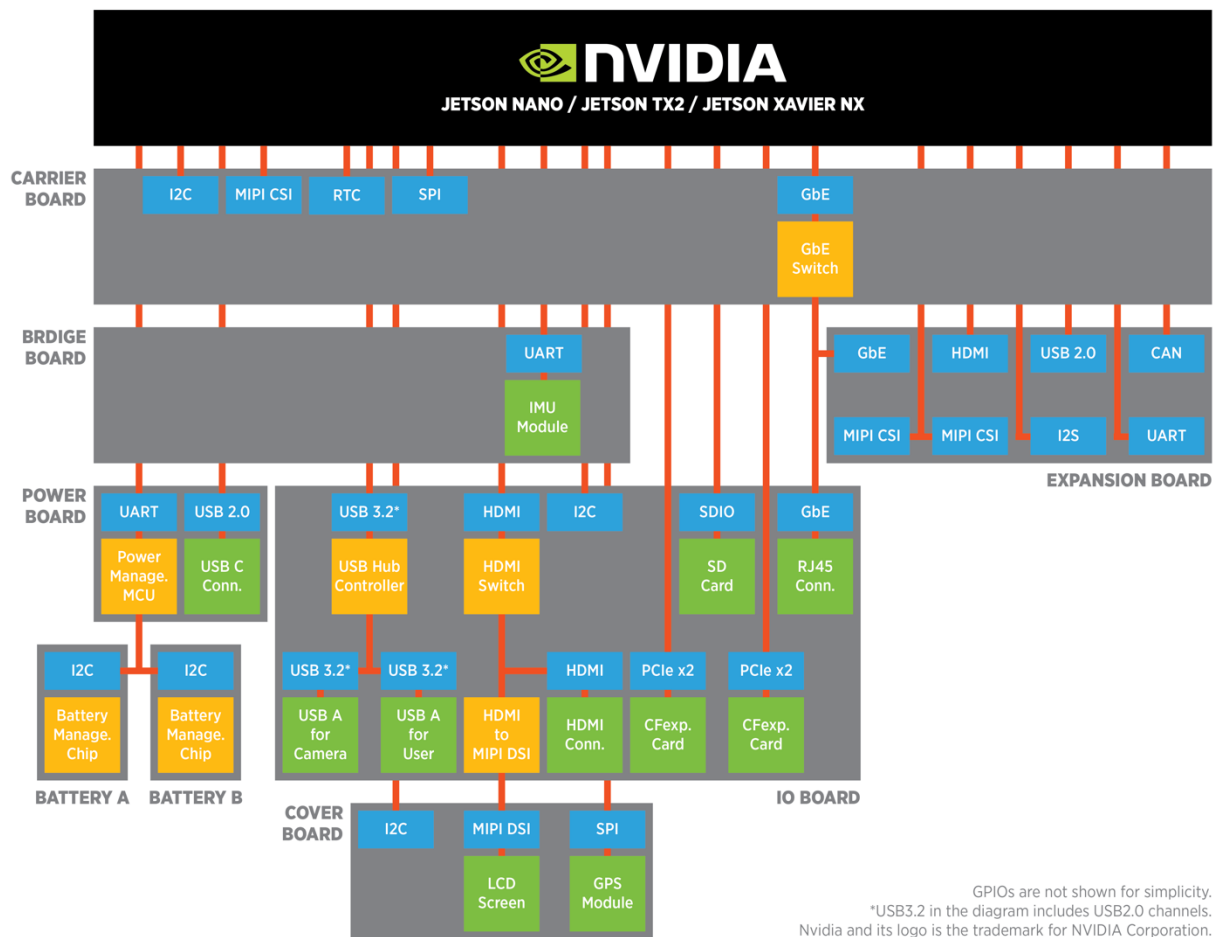 NVIDIA
JETSON NANO / JETSON TX2 / JETSON XAVIER NX
CARRIER
BOARD
I2C
MIPI CSI
RTC
SPI
GbE
GbE
Switch
BRDIGE
BOARD
UART
IMU
Module
GbE
HDMI
USB 2.0
CAN
MIPI CSI
MIPI CSI
I2S
UART
EXPANSION BOARD
POWER
BOARD
UART
USB 2.0
Power
Manage.
MCU
USB C
Conn.
USB 3.2*
HDMI
I2C
SDIO
GbE
USB Hub
Controller
HDMI
Switch
SD
Card
RJ45
Conn.
I2C
I2C
Battery
Manage.
Chip
Battery
Manage.
Chip
BATTERY A
BATTERY B
USB 3.2*
USB 3.2*
HDMI
PCIe x2
PCIe x2
USB A
for
Camera
USB A
for
User
HDMI
to
MIPI DSI
HDMI
Conn.
CFexp.
Card
CFexp.
Card
IO BOARD
COVER
BOARD
I2C
MIPI DSI
SPI
LCD
Screen
GPS
Module
GPIOs are not shown for simplicity.
*USB3.2 in the diagram includes USB2.0 channels.
Nvidia and its logo is the trademark for NVIDIA Corporation.